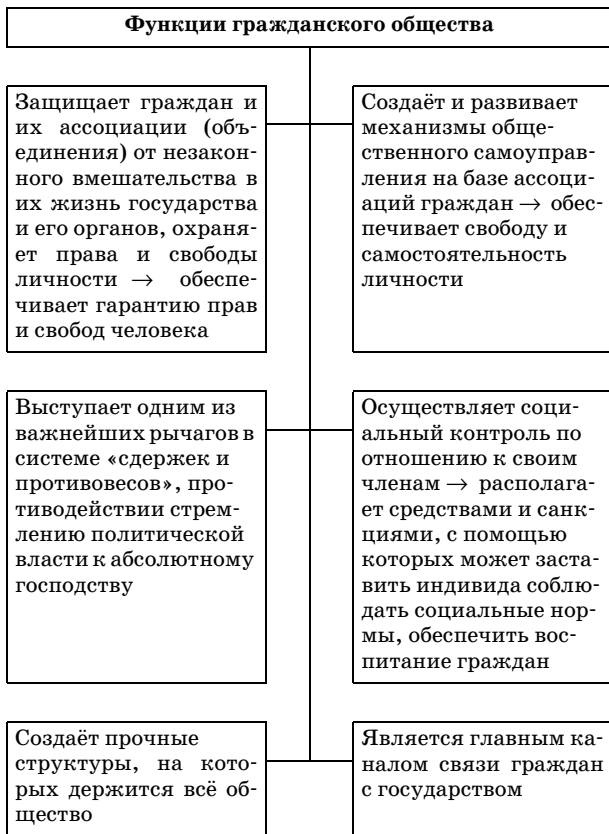 Функции гражданского общества
Защищает граждан и
их ассоциации (объ-
единения) от незакон-
ного вмешательства в
их жизнь государства
и его органов, охраня-
ет права и свободы
личности → обеспе-
чивает гарантию прав
и свобод человека
Создаёт и развивает
механизмы обще-
ственного самоуправ-
ления на базе ассоци-
аций граждан → обес-
печивает свободу и
самостоятельность
личности
Выступает одним из
важнейших рычагов в
системе «сдержек и
противовесов», про-
тиводействии стрем-
лению политической
власти к абсолютному
господству
Осуществляет соци-
альный контроль по
отношению к своим
членам → располага-
ет средствами и санк-
циями, с помощью
которых может заста-
вить индивида соблю-
дать социальные нор-
мы, обеспечить вос-
питание граждан
Создаёт прочные
структуры, на кото-
рых держится всё об-
щество
Является главным ка-
налом связи граждан
с государством